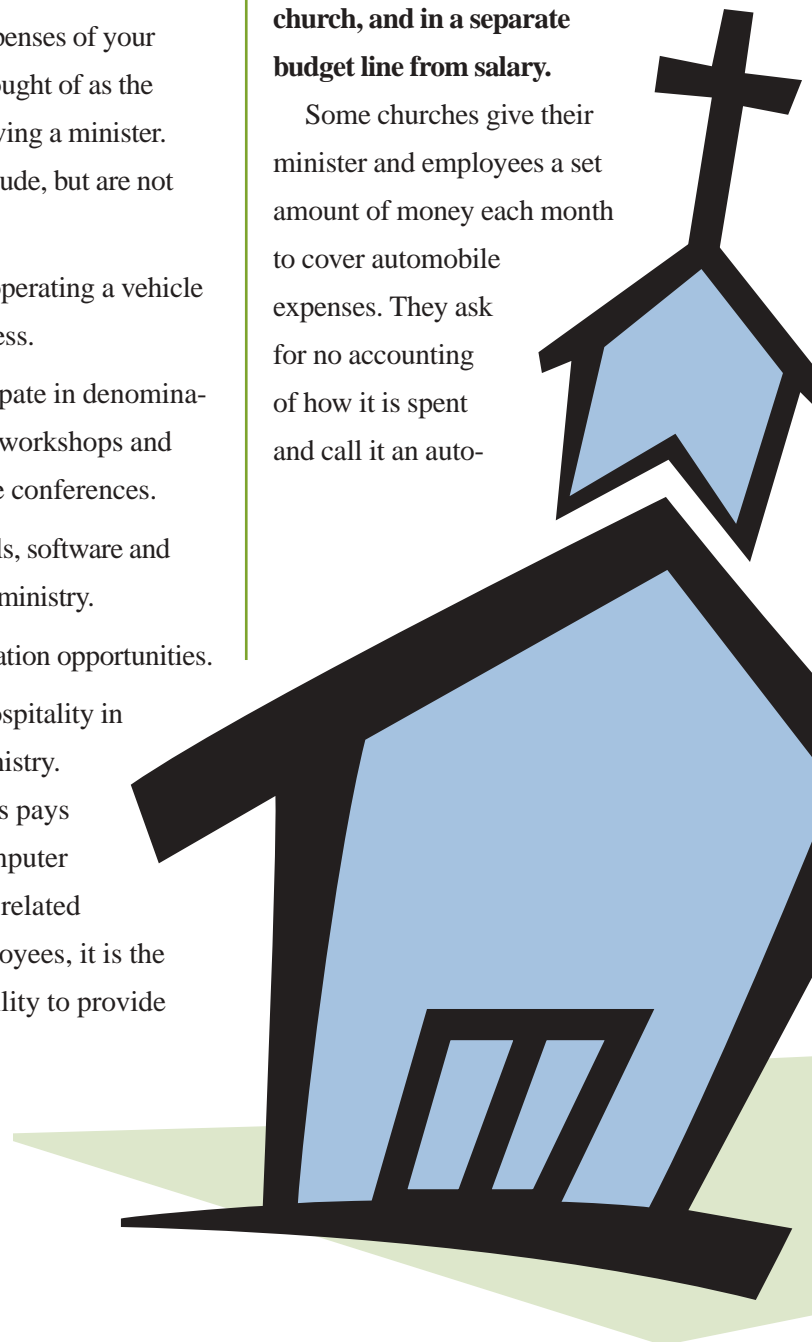 penses of your
ught of as the
ving a minister.
ude, but are not
operating a vehicle
ess.
pate in denomina-
workshops and
e conferences.
ls, software and
ministry.
ation opportunities.
ospitality in
nistry.
s pays
mputer
related
oyees, it is the
lity to provide
church, and in a separate
budget line from salary.
Some churches give their
minister and employees a set
amount of money each month
to cover automobile
expenses. They ask
for no accounting
of how it is spent
and call it an auto-